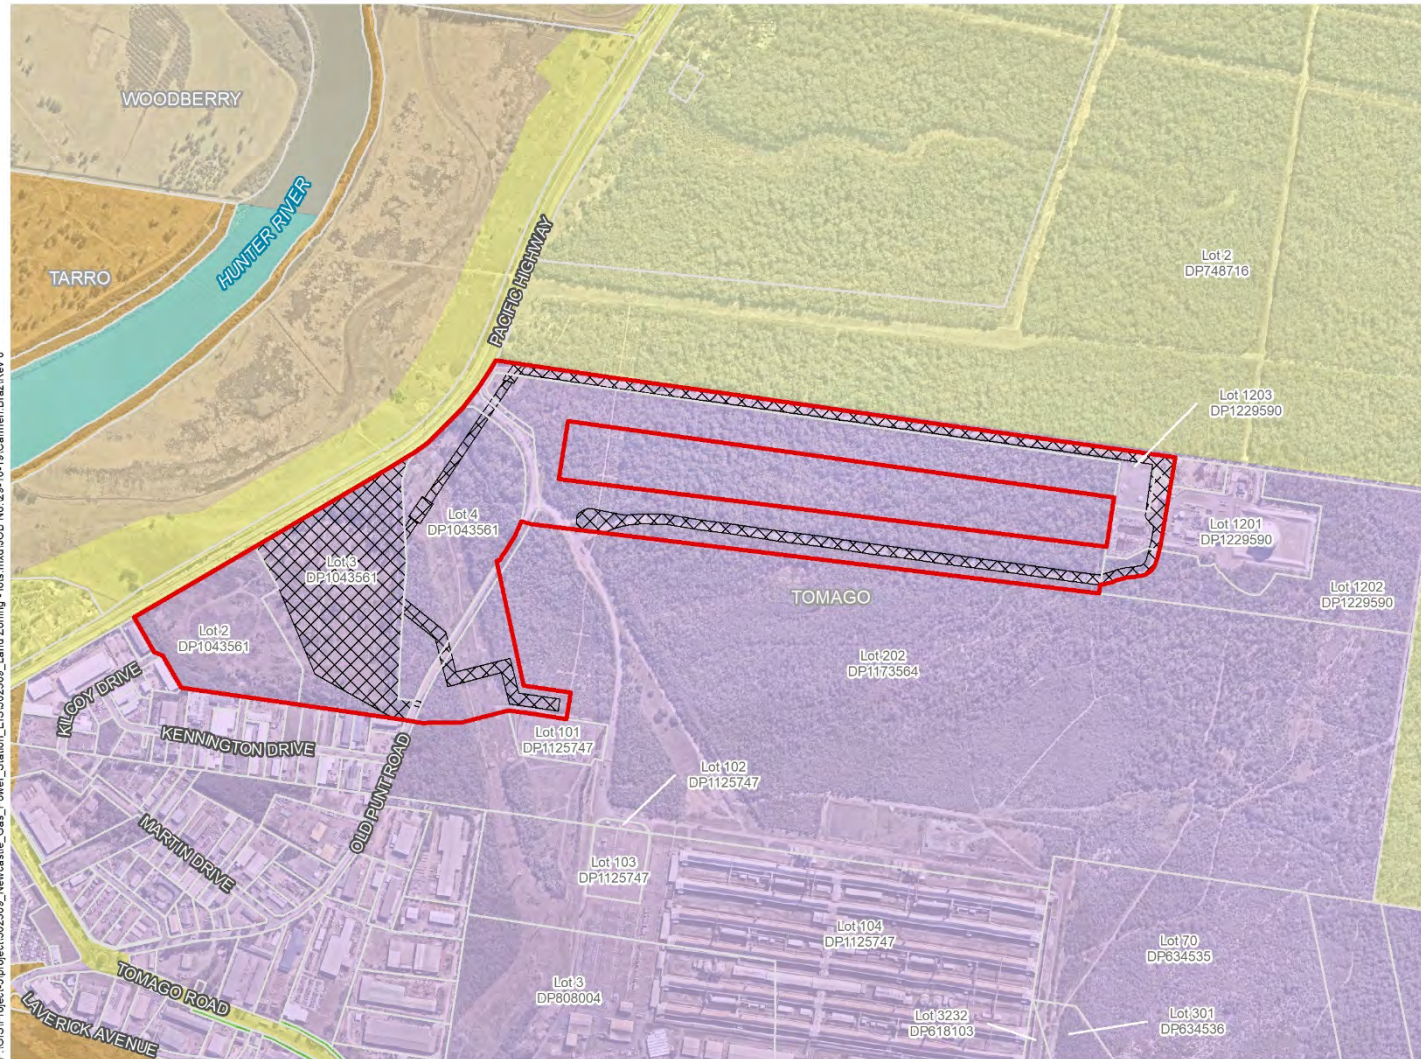 WOODBERRY
TARRO
HUNTER RIVER
PACIFIC HIGHWAY
Lot 2
DP748716
Lot 1203
DP1229590
Lot 4
DP1043561
Lot 1201
DP1229590
Lot 3
DP1043561
Lot 1202
DP1229590
TOMAGO
Lot 2
DP1043561
Lot 202
DP1173564
KILCOY DRIVE
KENNINGTON DRIVE
Lot 101
DP1125747
OLD PUNT ROAD
Lot 102
DP1125747
MARTIN DRIVE
Lot 103
DP1125747
Lot 104
DP1125747
Lot 70
DP634535
TOMAGO ROAD
Lot 3
DP808004
LAVERICK AVENUE
Lot 3232
DP618103
Lot 301
DP634536